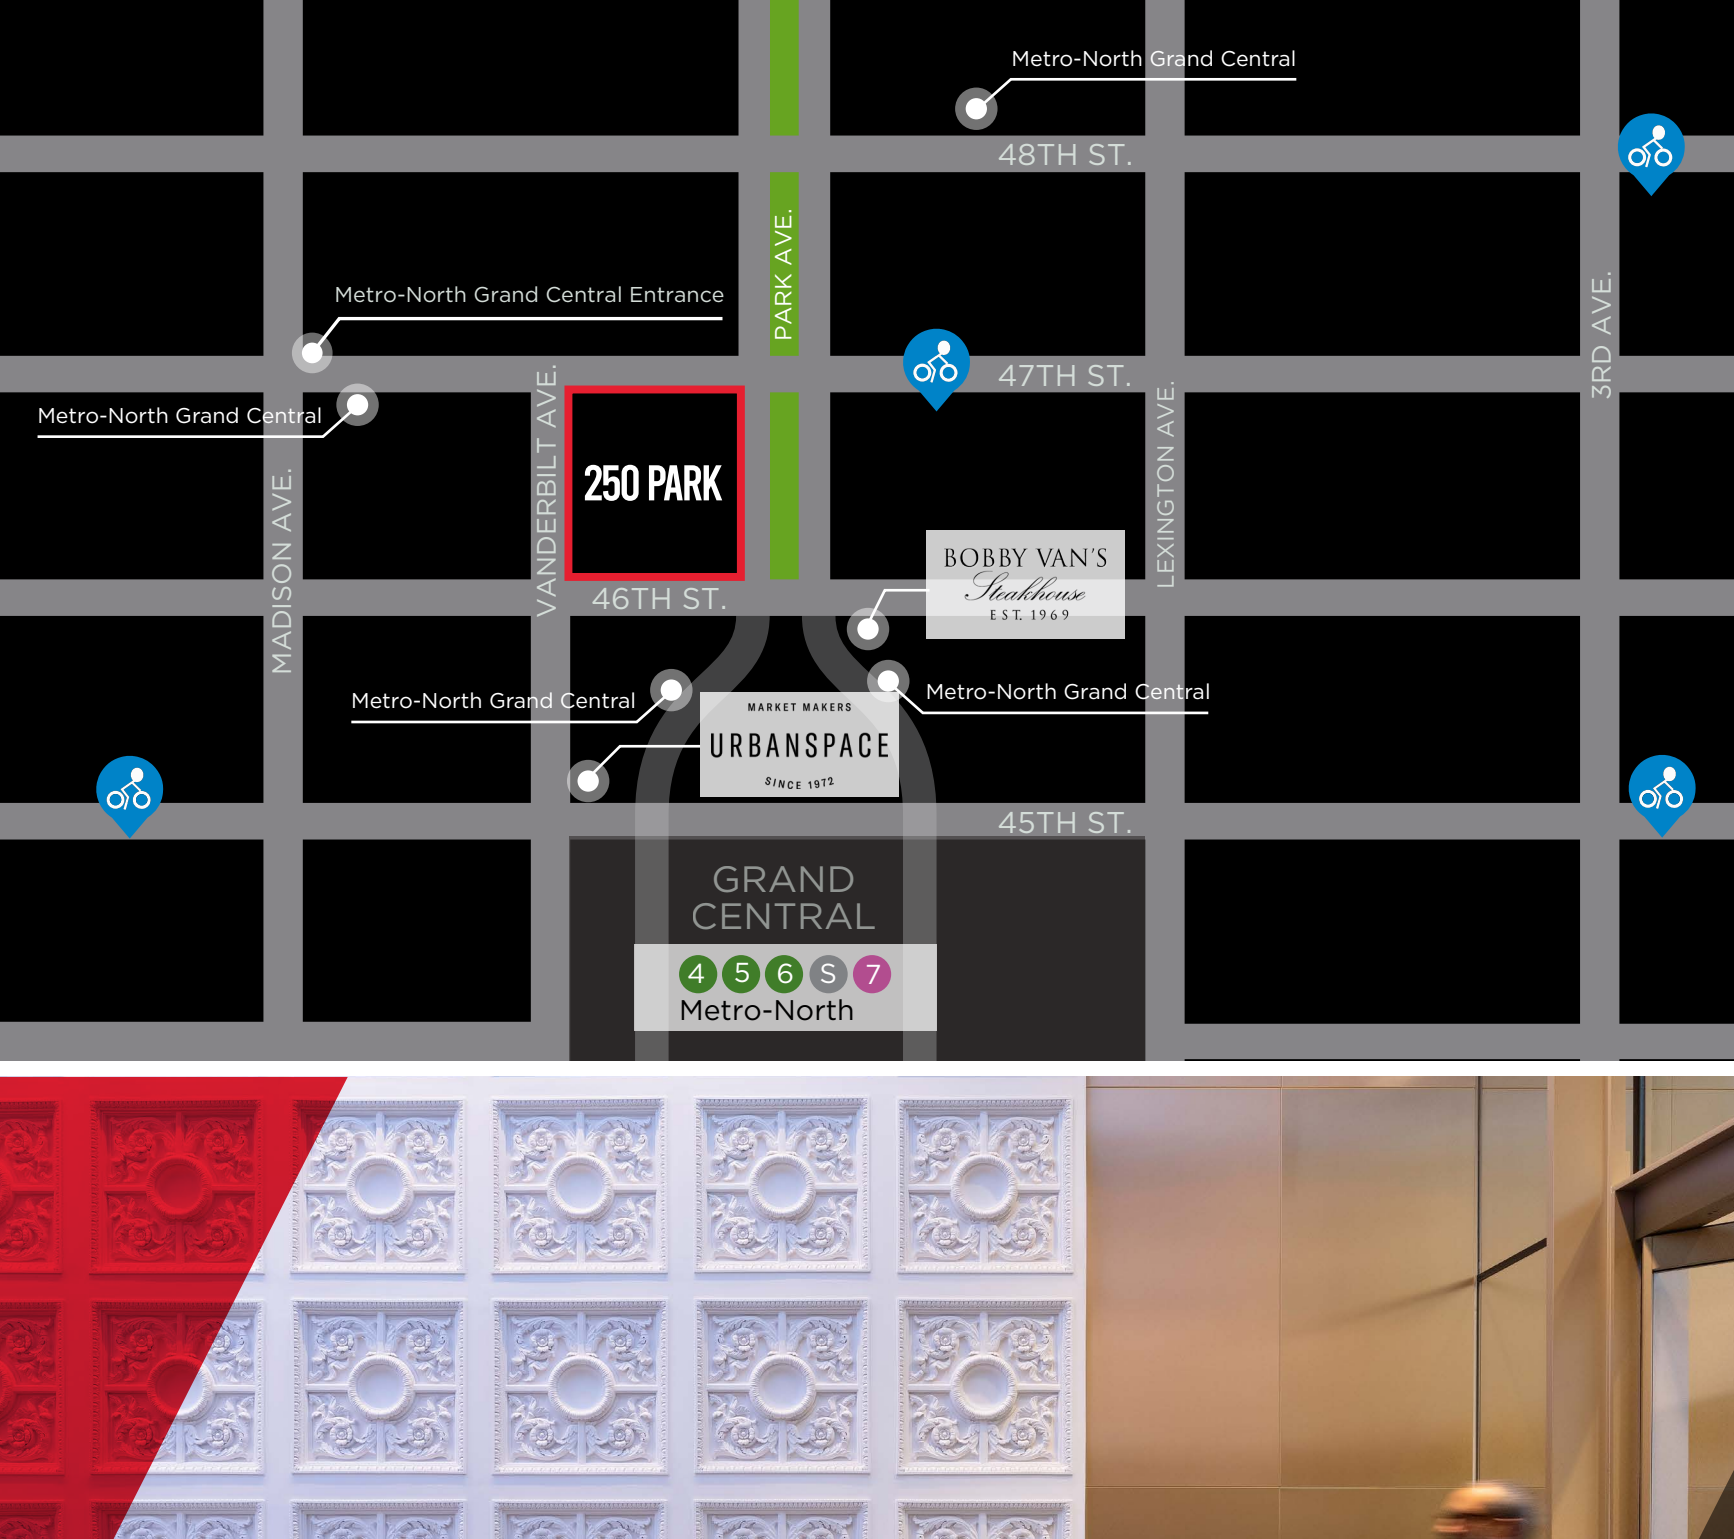 Metro-North Grand Central
48TH ST.
PARK AVE.
Metro-North Grand Central Entrance
3RD AVE.
47TH ST.
VANDERBILT AVE.
LEXINGTON AVE.
Metro-North Grand Central
MADISON AVE.
250 PARK
BOBBY VAN'S
Steakhouse
EST. 1969
46TH ST.
Metro-North Grand Central
Metro-North Grand Central
MARKET MAKERS
URBANSPACE
SINCE 1972
45TH ST.
GRAND
CENTRAL
4 5 6 S 7
Metro-North